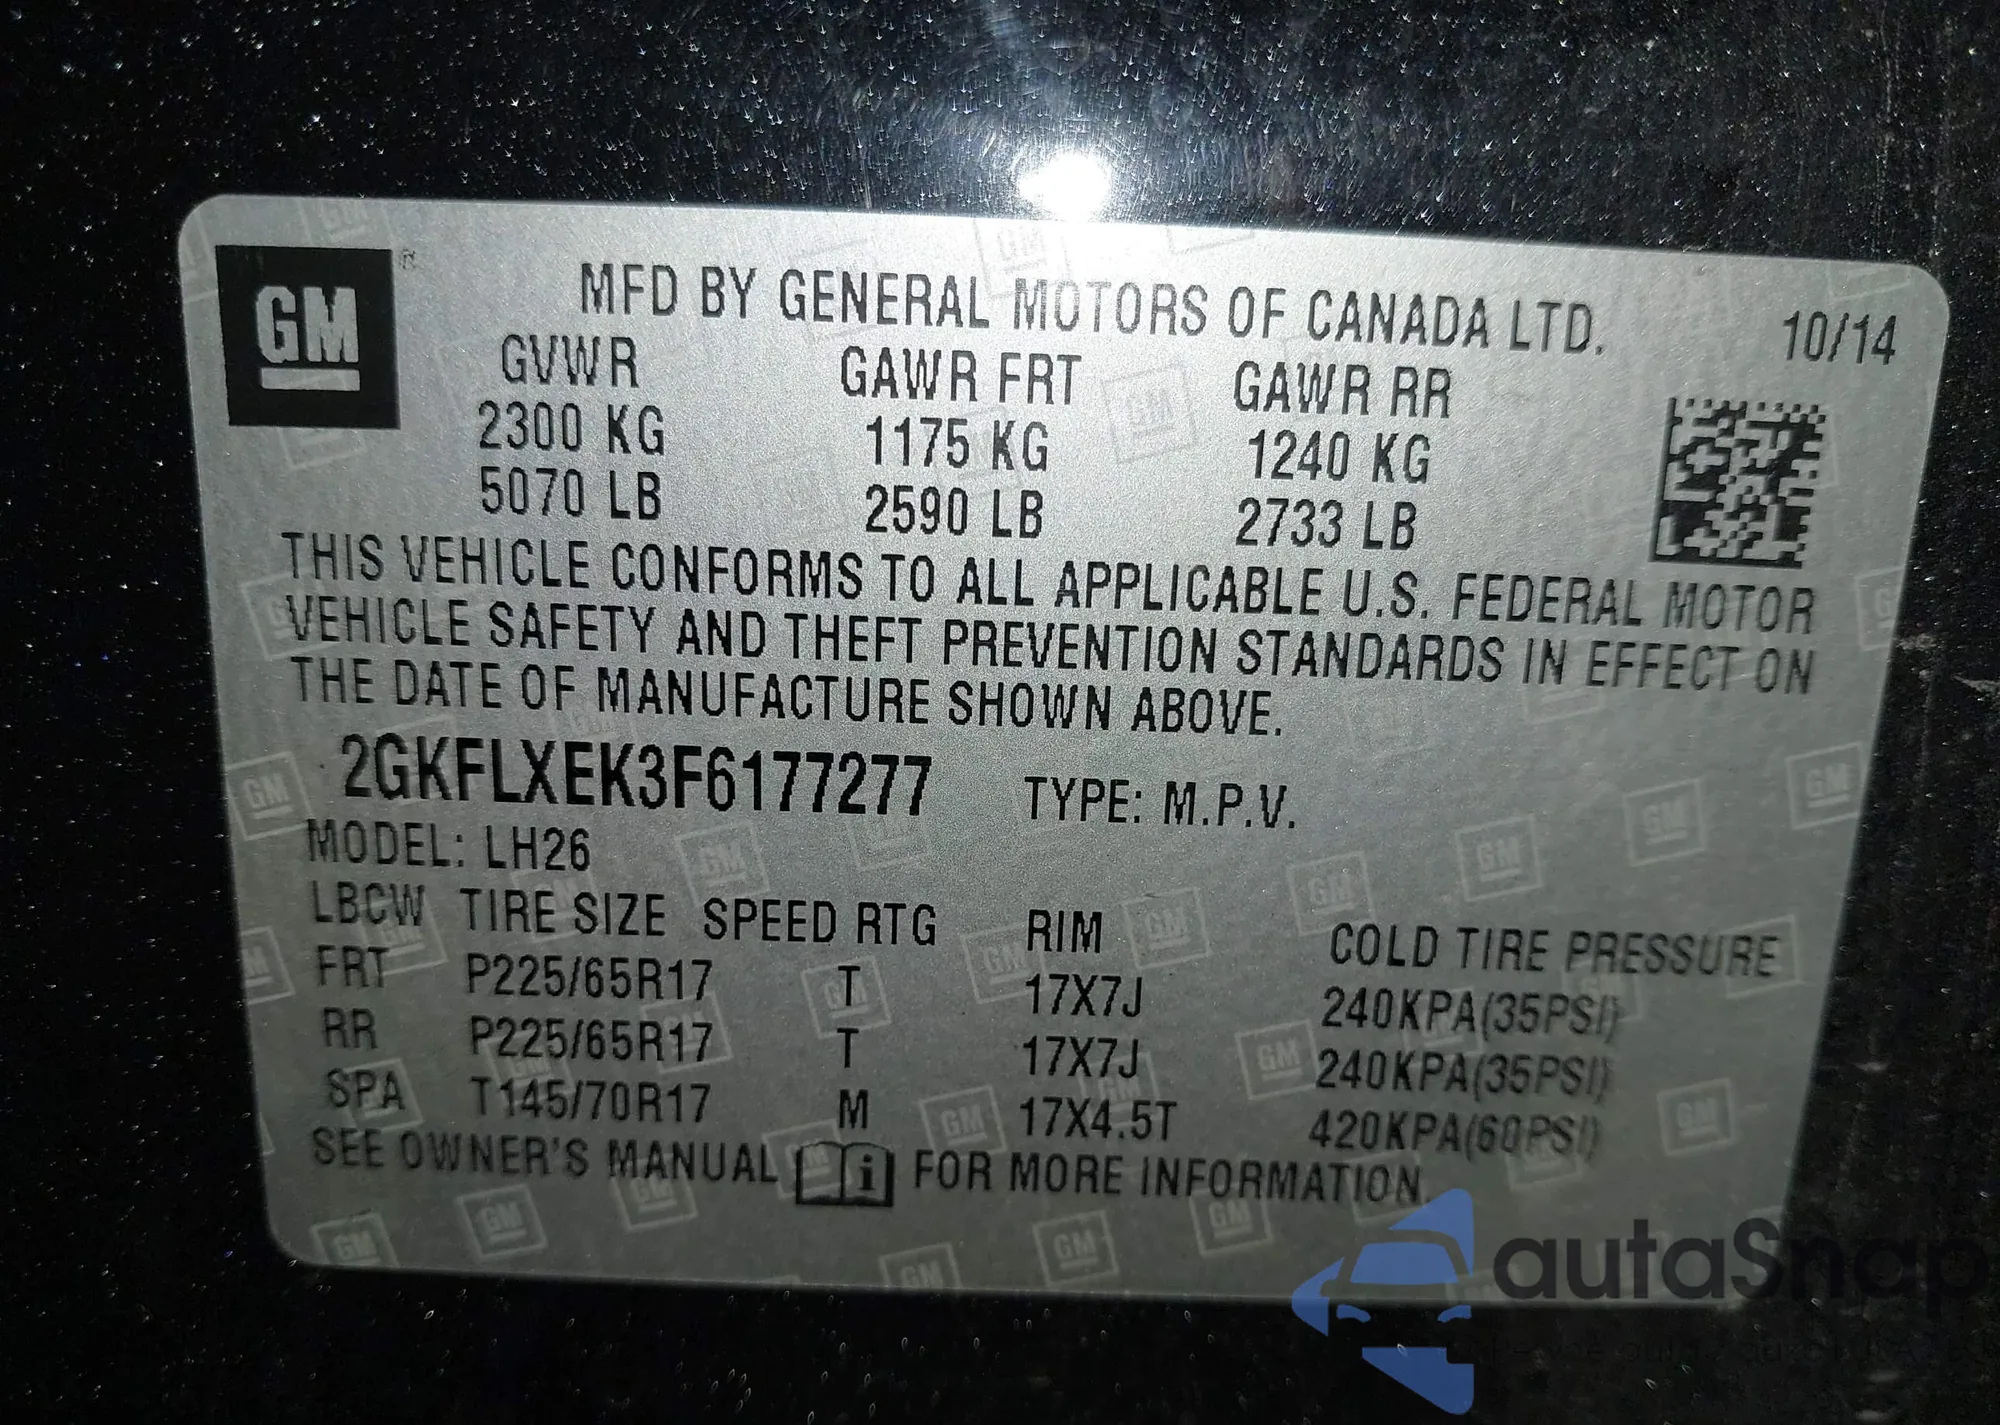 GM
MFD BY GENERAL MOTORS OF CANADA LTD. 10/14
GVWR GAWR FRT GAWR RR
2300 KG 1175 KG 1240 KG
5070 LB 2590 LB 2733 LB
THIS VEHICLE CONFORMS TO ALL APPLICABLE U.S. FEDERAL MOTOR
VEHICLE SAFETY AND THEFT PREVENTION STANDARDS IN EFFECT ON
THE DATE OF MANUFACTURE SHOWN ABOVE.
2GKFLXEK3F6177277 TYPE: M.P.V.
MODEL: LH26
LBCW TIRE SIZE SPEED RTG RIM COLD TIRE PRESSURE
FRT P225/65R17 T 17X7J 240KPA(35PSI)
RR P225/65R17 T 17X7J 240KPA(35PSI)
SPA T145/70R17 M 17X4.5T 420KPA(60PSI)
SEE OWNER'S MANUAL i FOR MORE INFORMATION.
autaSnap